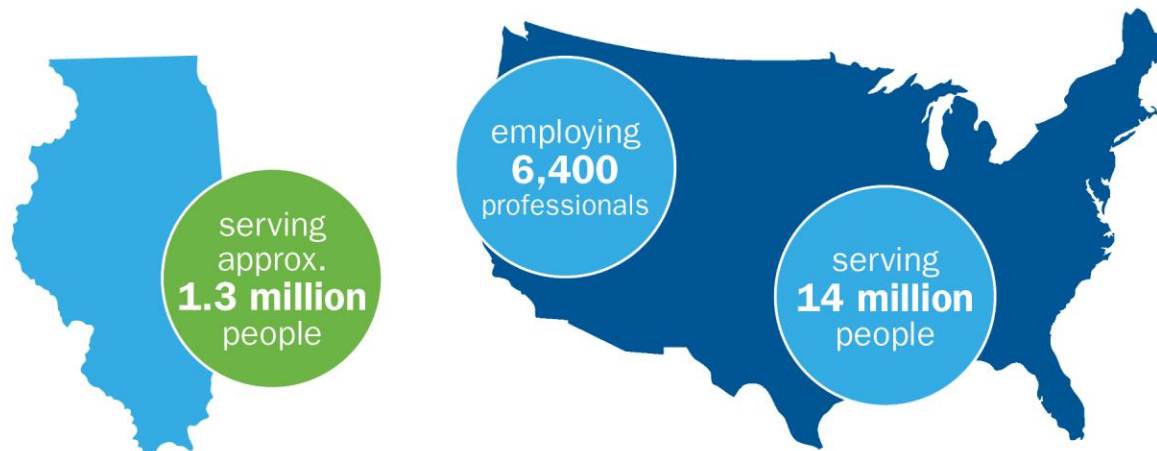 serving
approx.
1.3 million
people
employing
6,400
professionals
serving
14 million
people